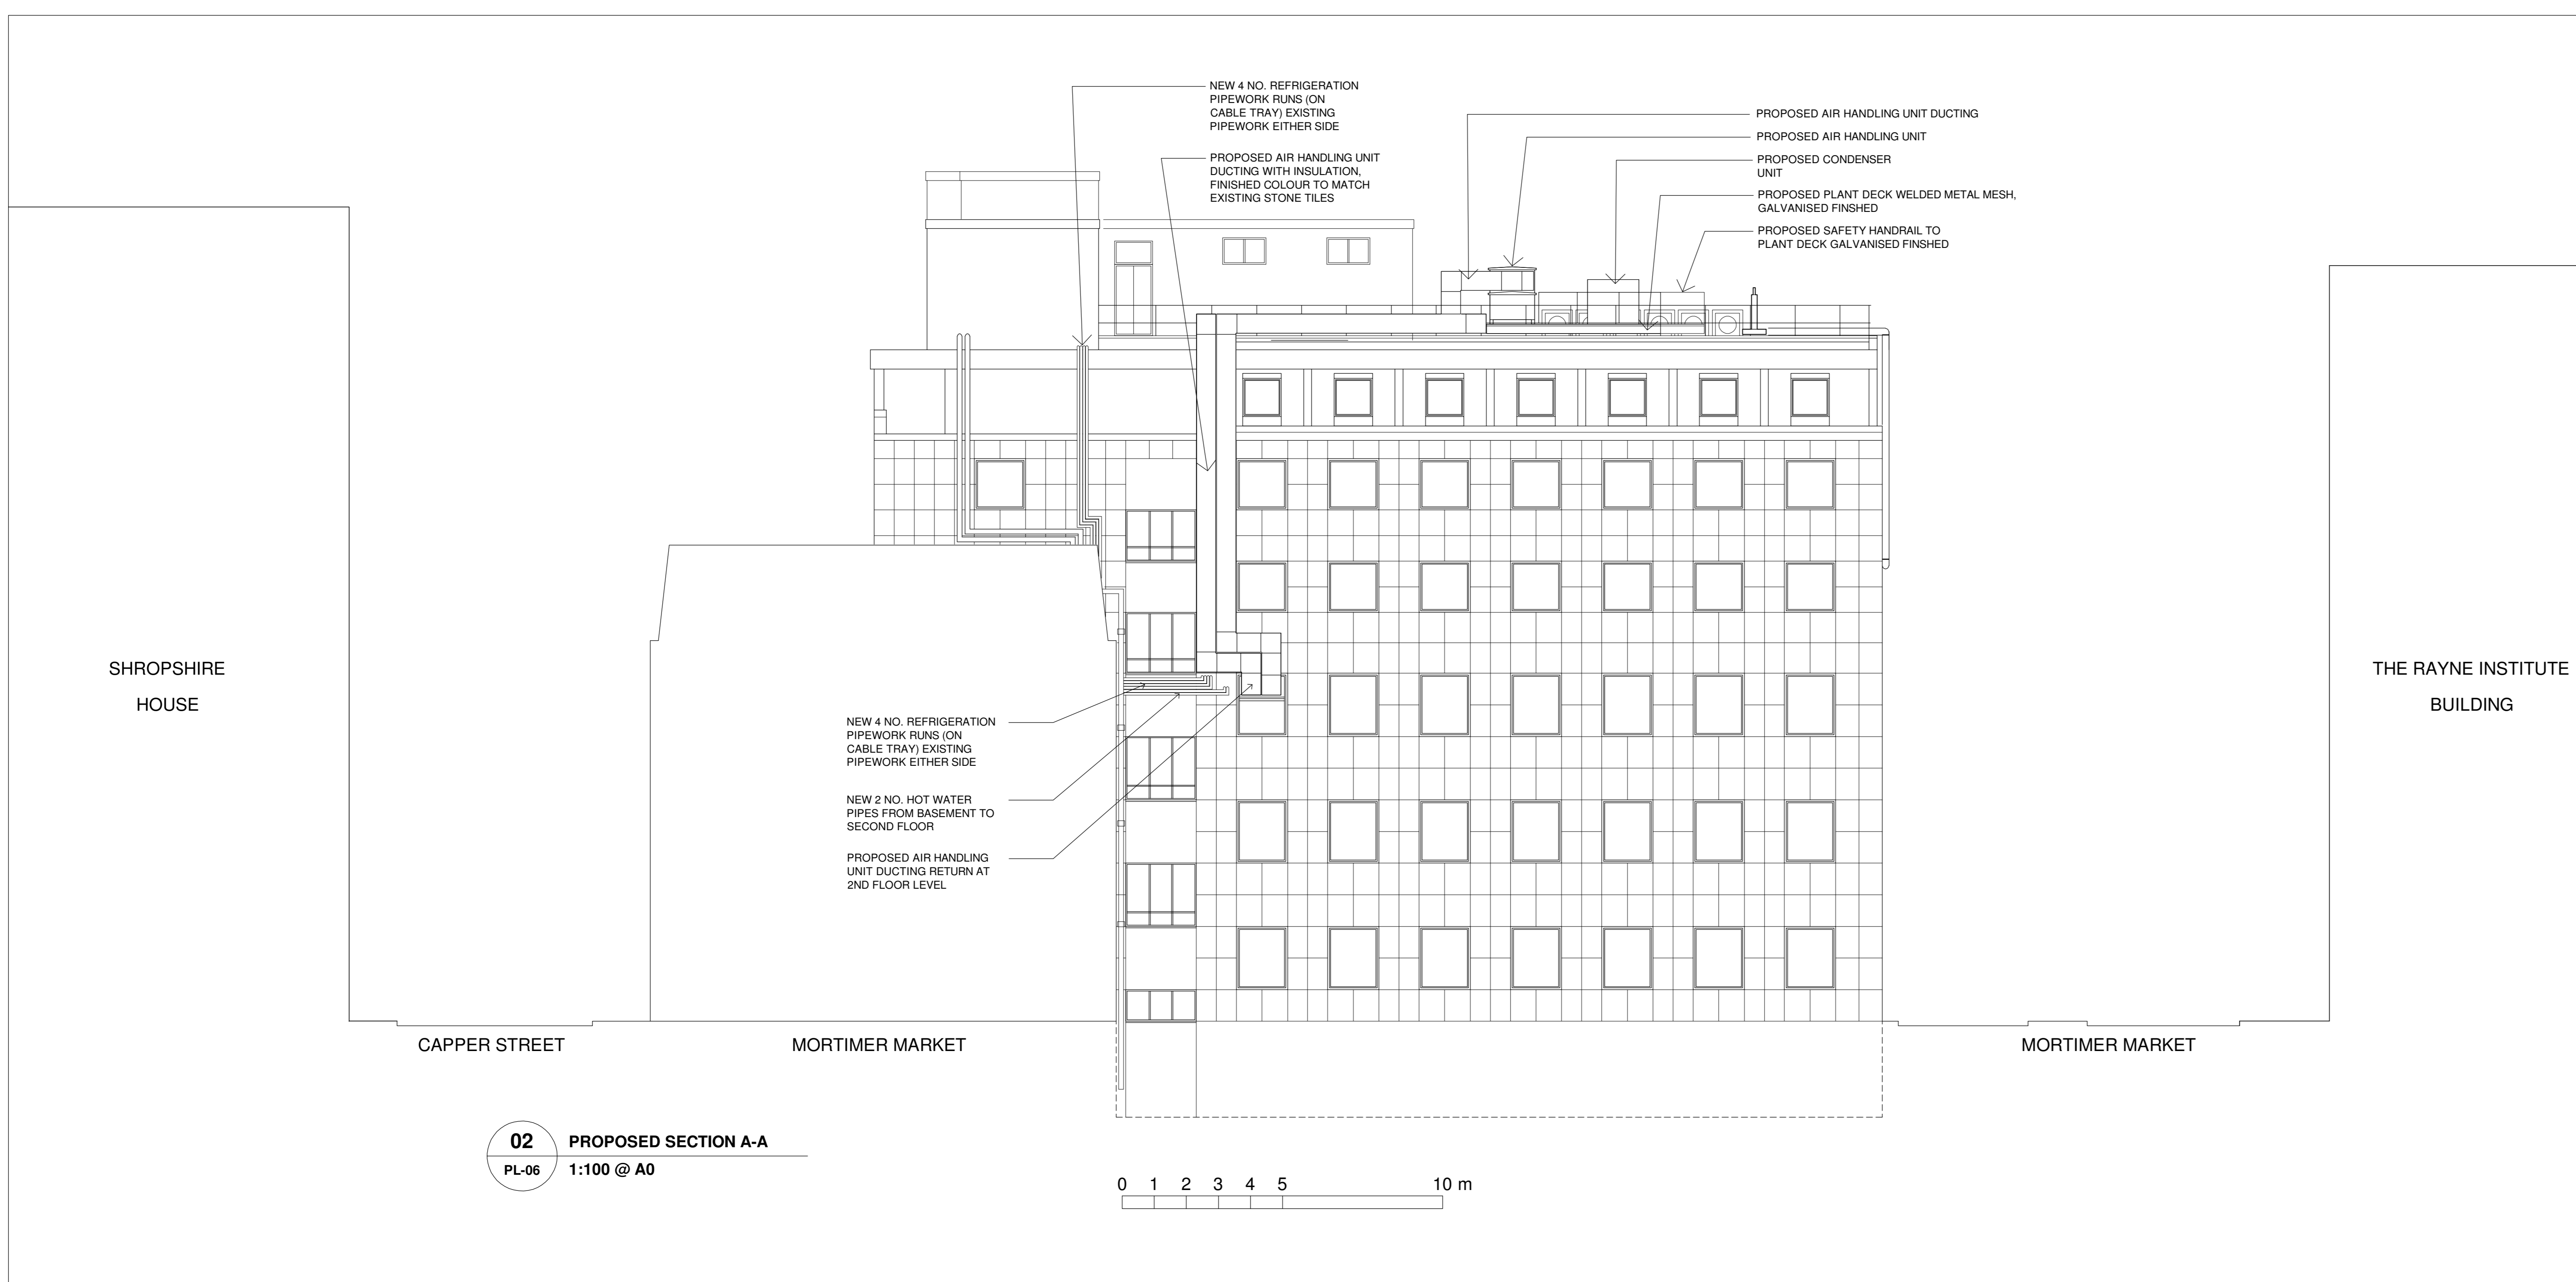 NEW 4 NO. REFRIGERATION
PIPEWORK RUNS (ON
CABLE TRAY) EXISTING
PIPEWORK EITHER SIDE
PROPOSED AIR HANDLING UNIT
DUCTING WITH INSULATION,
FINISHED COLOUR TO MATCH
EXISTING STONE TILES
PROPOSED AIR HANDLING UNIT DUCTING
PROPOSED AIR HANDLING UNIT
PROPOSED CONDENSER
UNIT
PROPOSED PLANT DECK WELDED METAL MESH,
GALVANISED FINSHED
PROPOSED SAFETY HANDRAIL TO
PLANT DECK GALVANISED FINSHED
SHROPSHIRE
HOUSE
THE RAYNE INSTITUTE
BUILDING
NEW 4 NO. REFRIGERATION
PIPEWORK RUNS (ON
CABLE TRAY) EXISTING
PIPEWORK EITHER SIDE
NEW 2 NO. HOT WATER
PIPES FROM BASEMENT TO
SECOND FLOOR
PROPOSED AIR HANDLING
UNIT DUCTING RETURN AT
2ND FLOOR LEVEL
CAPPER STREET
MORTIMER MARKET
MORTIMER MARKET
02
PROPOSED SECTION A-A
PL-06
1:100 @ A0
0 1 2 3 4 5 10 m